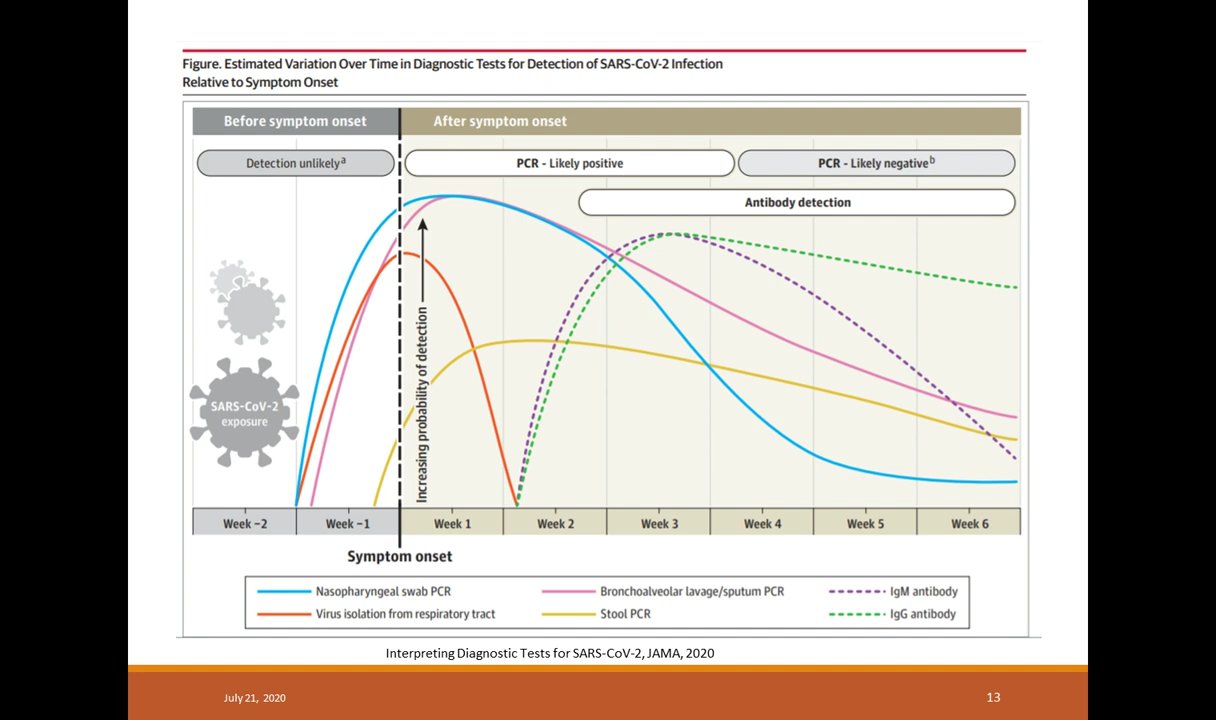 Figure. Estimated Variation Over Time in Diagnostic Tests for Detection of SARS-CoV-2 Infection
Relative to Symptom Onset
Before symptom onset
After symptom onset
Detection unlikelyᵃ
PCR - Likely positive
PCR - Likely negativeᵇ
Antibody detection
Increasing probability of detection
SARS-CoV-2
exposure
Week −2
Week −1
Week 1
Week 2
Week 3
Week 4
Week 5
Week 6
Symptom onset
Nasopharyngeal swab PCR
Bronchoalveolar lavage/sputum PCR
IgM antibody
Virus isolation from respiratory tract
Stool PCR
IgG antibody
Interpreting Diagnostic Tests for SARS-CoV-2, JAMA, 2020
July 21, 2020
13